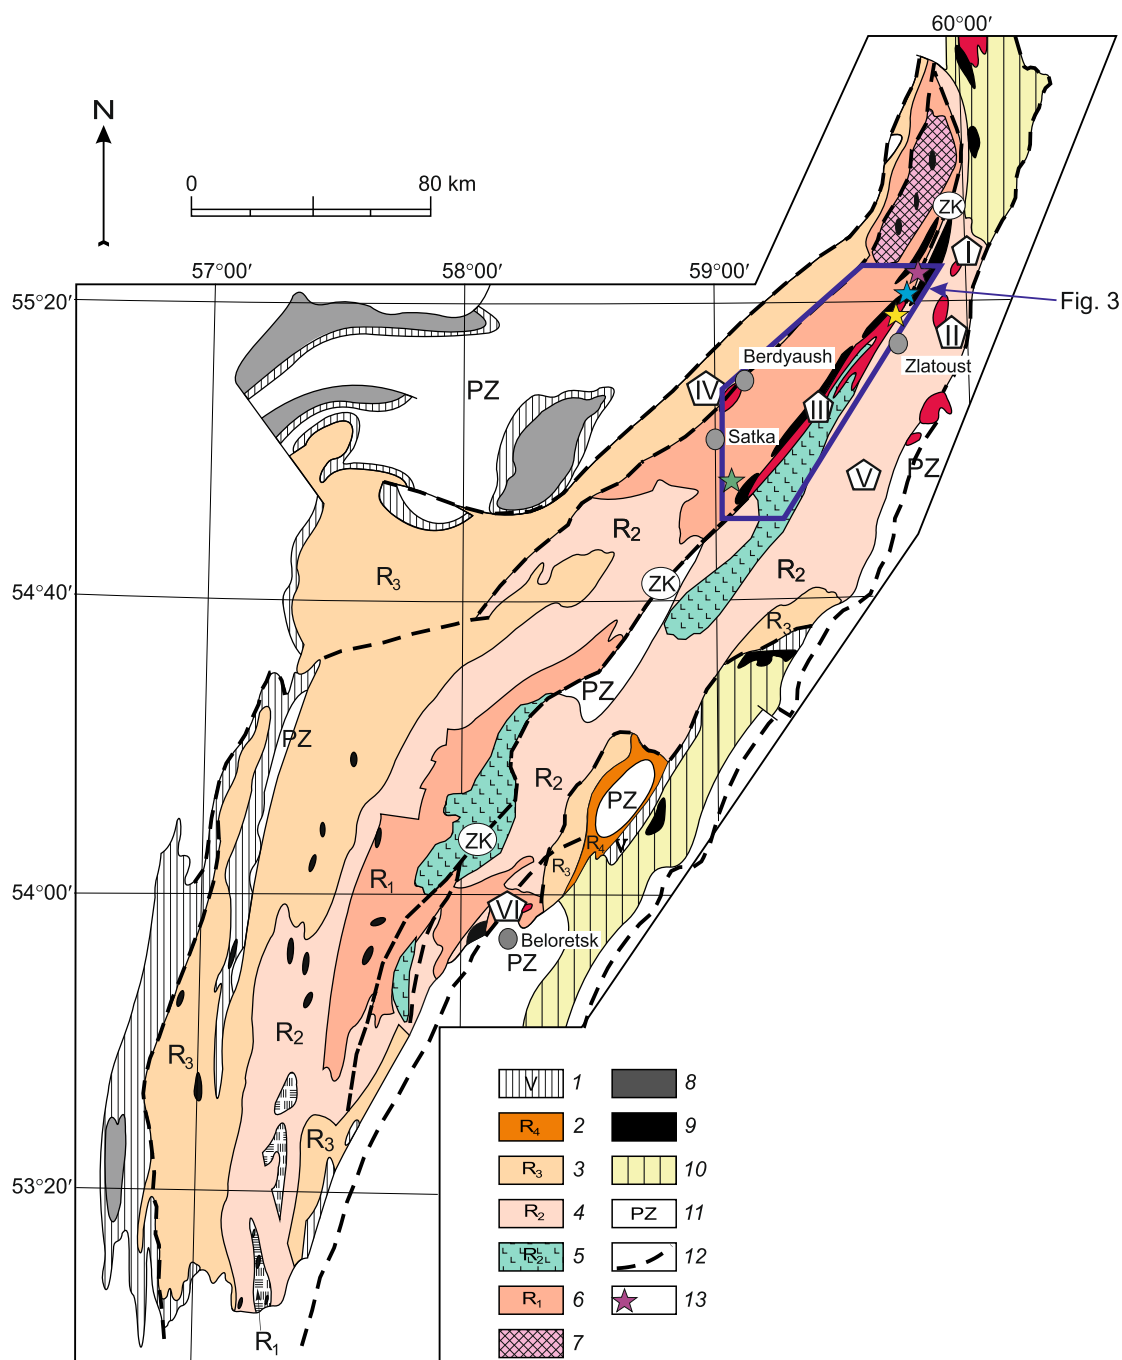 60°00′
N
0 80 km
ZK
57°00′ 58°00′ 59°00′
I
55°20′
Fig. 3
II
Berdyaush
Zlatoust
PZ
IV
III
Satka
PZ
V
R2
R3
ZK
R2
54°40′
R3
PZ
PZ
R2
PZ
ZK
R4
V
R3
R1
54°00′
VI
Beloretsk
PZ
R2
R3
R3
53°20′
R1
V 1
8
R4 2
9
R3 3
10
R2 4
PZ 11
R2 5
12
R1 6
13
7